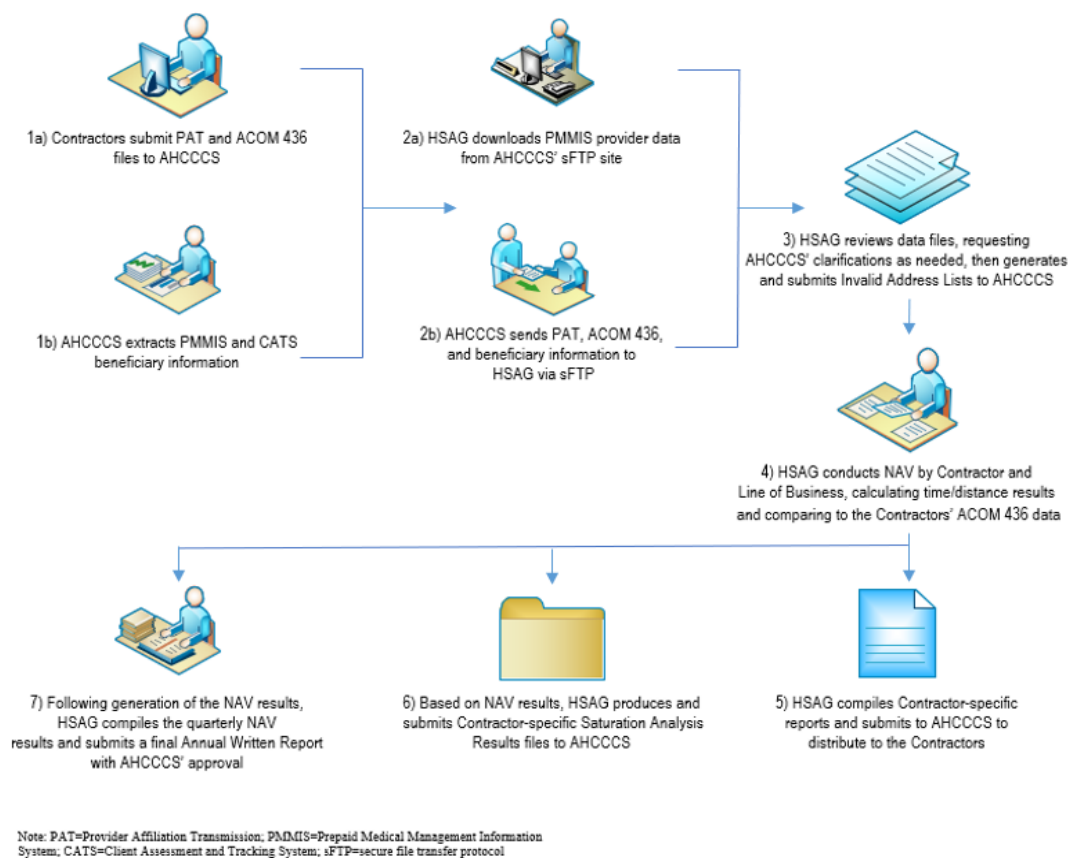 1a) Contractors submit PAT and ACOM 436
files to AHCCCS
2a) HSAG downloads PMMIS provider data
from AHCCCS' sFTP site
1b) AHCCCS extracts PMMIS and CATS
beneficiary information
2b) AHCCCS sends PAT, ACOM 436,
and beneficiary information to
HSAG via sFTP
3) HSAG reviews data files, requesting
AHCCCS' clarifications as needed, then generates
and submits Invalid Address Lists to AHCCCS
4) HSAG conducts NAV by Contractor and
Line of Business, calculating time/distance results
and comparing to the Contractors' ACOM 436 data
7) Following generation of the NAV results,
HSAG compiles the quarterly NAV
results and submits a final Annual Written Report
with AHCCCS' approval
6) Based on NAV results, HSAG produces and
submits Contractor-specific Saturation Analysis
Results files to AHCCCS
5) HSAG compiles Contractor-specific
reports and submits to AHCCCS to
distribute to the Contractors
Note: PAT=Provider Affiliation Transmission; PMMIS=Prepaid Medical Management Information
System; CATS=Client Assessment and Tracking System; sFTP=secure file transfer protocol